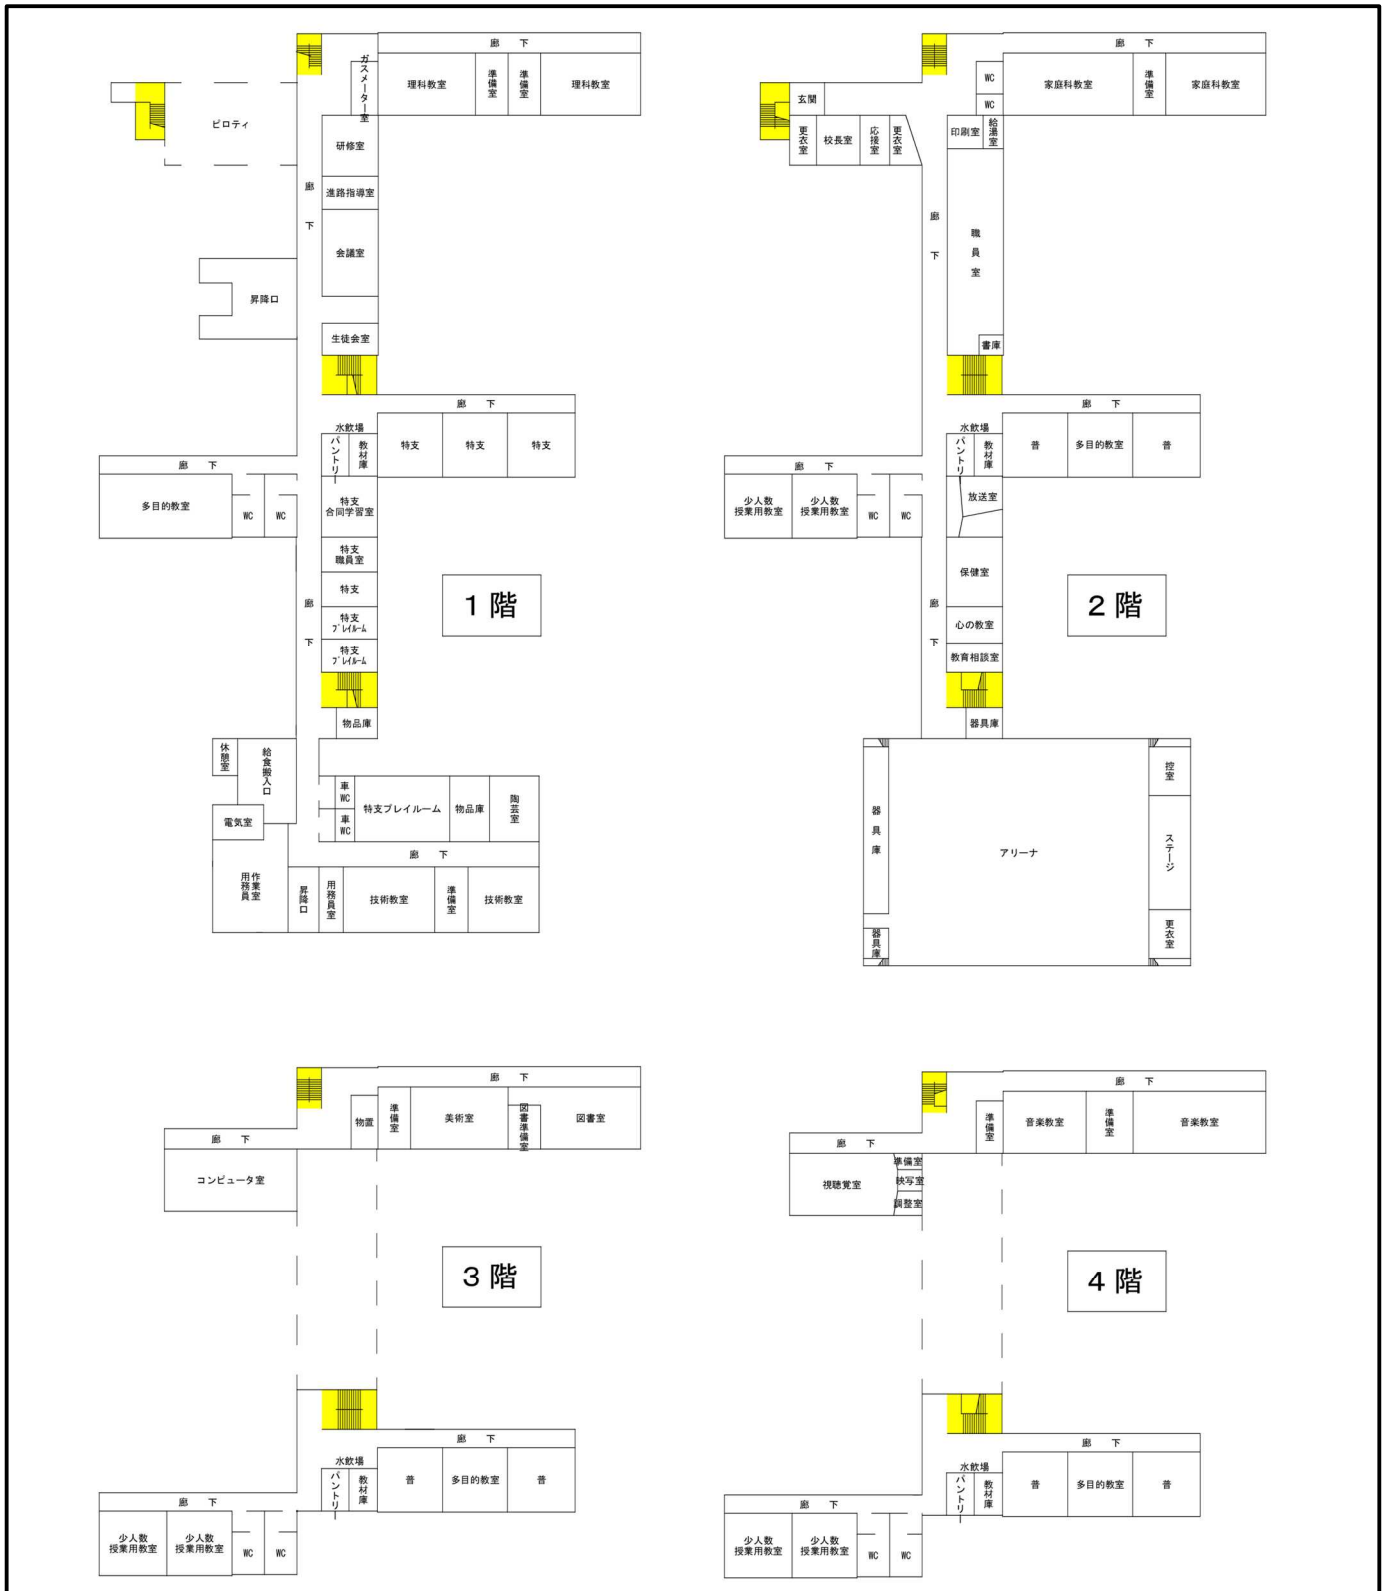 廊 下
ガスメーター室
理科教室
準備室
準備室
理科教室
ピロティ
研修室
進路指導室
廊 下
会議室
昇降口
生徒会室
廊 下
水飲場
パントリー
教材庫
特支
特支
特支
廊 下
多目的教室
WC
WC
特支
合同学習室
特支
職員室
特支
特支
プレイルーム
特支
プレイルーム
廊 下
1階
物品庫
休憩室
給食搬入口
電気室
車WC
車WC
特支プレイルーム
物品庫
陶芸室
廊 下
用務員
作業室
昇降口
用務員室
技術教室
準備室
技術教室
廊 下
WC
WC
家庭科教室
準備室
家庭科教室
玄関
更衣室
校長室
応接室
更衣室
印刷室
給湯室
廊 下
職員室
書庫
廊 下
水飲場
パントリー
教材庫
普
多目的教室
普
廊 下
少人数
授業用教室
少人数
授業用教室
WC
WC
放送室
保健室
心の教室
教育相談室
廊 下
2階
器具庫
器具庫
アリーナ
控室
ステージ
更衣室
器具庫
廊 下
物置
準備室
美術室
図書準備室
図書室
廊 下
コンピュータ室
3階
廊 下
水飲場
パントリー
教材庫
普
多目的教室
普
廊 下
少人数
授業用教室
少人数
授業用教室
WC
WC
廊 下
準備室
音楽教室
準備室
音楽教室
廊 下
視聴覚室
準備室
映写室
調整室
4階
廊 下
水飲場
パントリー
教材庫
普
多目的教室
普
廊 下
少人数
授業用教室
少人数
授業用教室
WC
WC